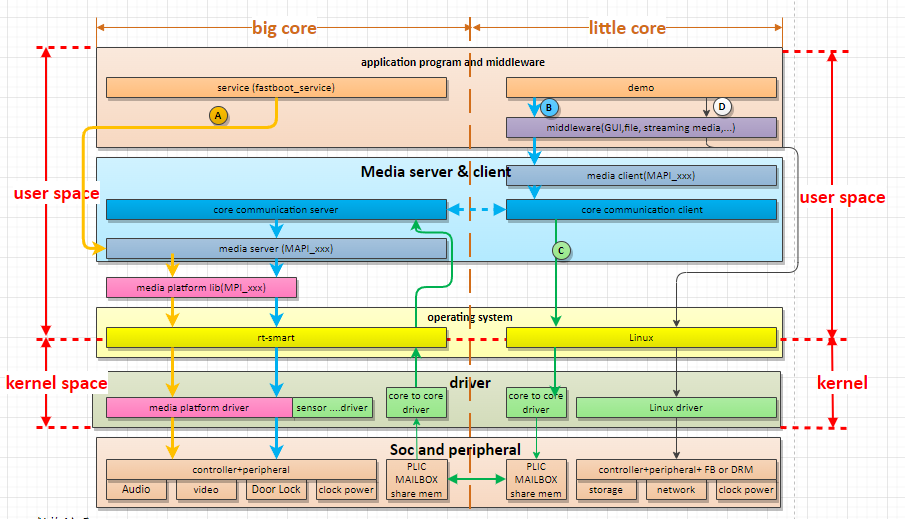 big core
little core
application program and middleware
service (fastboot_service)
demo
A
B
D
middleware(GUI,file, streaming media,...)
Media server & client
media client(MAPI_xxx)
user space
user space
core communication server
core communication client
media server (MAPI_xxx)
C
media platform lib(MPI_xxx)
operating system
rt-smart
Linux
kernel space
driver
kernel
media platform driver
sensor ....driver
core to core
driver
core to core
driver
Linux driver
Soc and peripheral
controller+peripheral
PLIC
MAILBOX
share mem
PLIC
MAILBOX
share mem
controller+peripheral+ FB or DRM
Audio
video
Door Lock
clock power
storage
network
clock power